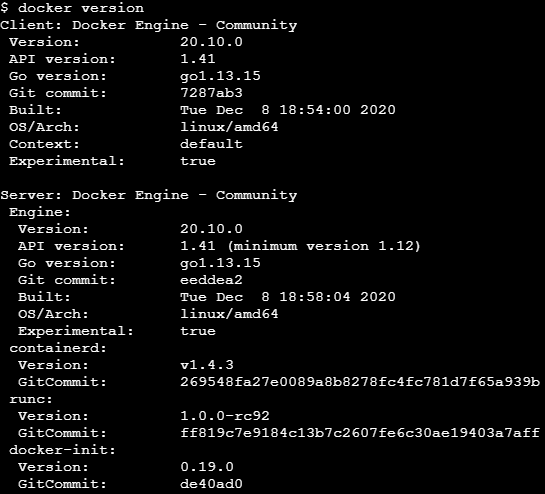 $ docker version
Client: Docker Engine - Community
 Version:           20.10.0
 API version:       1.41
 Go version:        go1.13.15
 Git commit:        7287ab3
 Built:             Tue Dec  8 18:54:00 2020
 OS/Arch:           linux/amd64
 Context:           default
 Experimental:      true

Server: Docker Engine - Community
 Engine:
  Version:          20.10.0
  API version:      1.41 (minimum version 1.12)
  Go version:       go1.13.15
  Git commit:       eeddea2
  Built:            Tue Dec  8 18:58:04 2020
  OS/Arch:          linux/amd64
  Experimental:     true
 containerd:
  Version:          v1.4.3
  GitCommit:        269548fa27e0089a8b8278fc4fc781d7f65a939b
 runc:
  Version:          1.0.0-rc92
  GitCommit:        ff819c7e9184c13b7c2607fe6c30ae19403a7aff
 docker-init:
  Version:          0.19.0
  GitCommit:        de40ad0